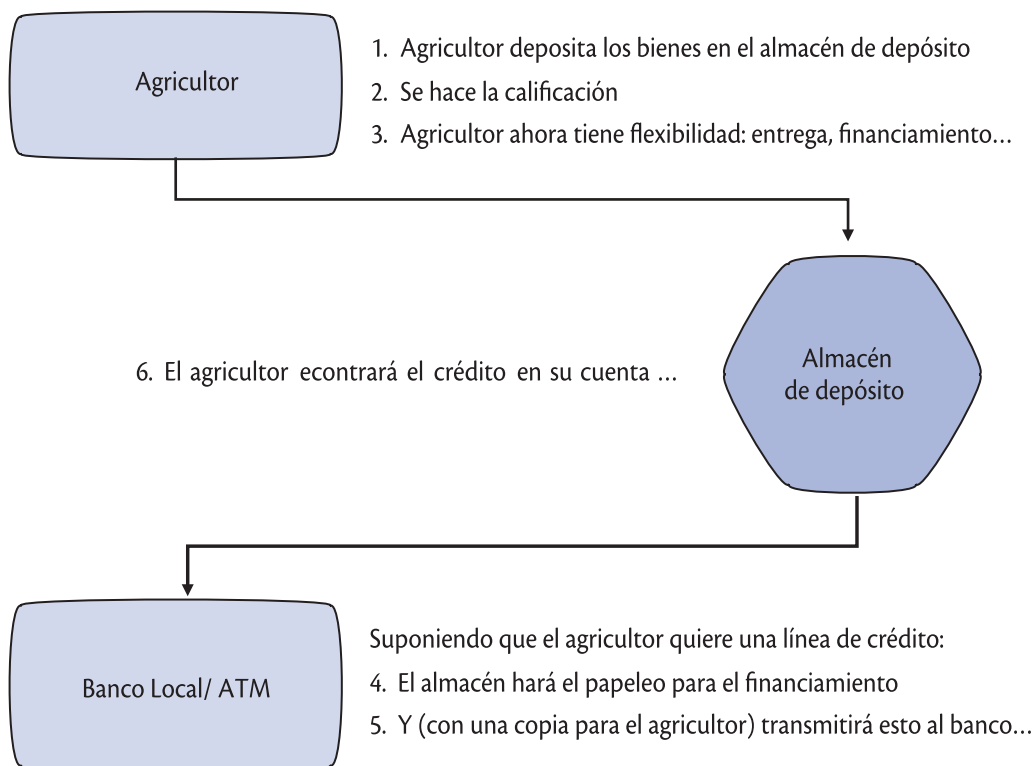 Agricultor
1. Agricultor deposita los bienes en el almacén de depósito
2. Se hace la calificación
3. Agricultor ahora tiene flexibilidad: entrega, financiamiento...
6. El agricultor econtrará el crédito en su cuenta ...
Almacén
de depósito
Banco Local/ ATM
Suponiendo que el agricultor quiere una línea de crédito:
4. El almacén hará el papeleo para el financiamiento
5. Y (con una copia para el agricultor) transmitirá esto al banco...